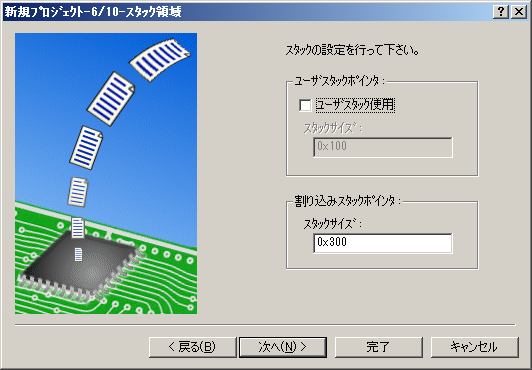 新規ﾌﾟﾛｼﾞｪｸﾄ-6/10-ｽﾀｯｸ領域
ｽﾀｯｸの設定を行って下さい。
ﾕｰｻﾞｽﾀｯｸﾎﾟｲﾝﾀ:
ﾕｰｻﾞｽﾀｯｸ使用
ｽﾀｯｸｻｲｽﾞ:
0x100
割り込みｽﾀｯｸﾎﾟｲﾝﾀ:
ｽﾀｯｸｻｲｽﾞ:
0x300
< 戻る(B)
次へ(N) >
完了
ｷｬﾝｾﾙ